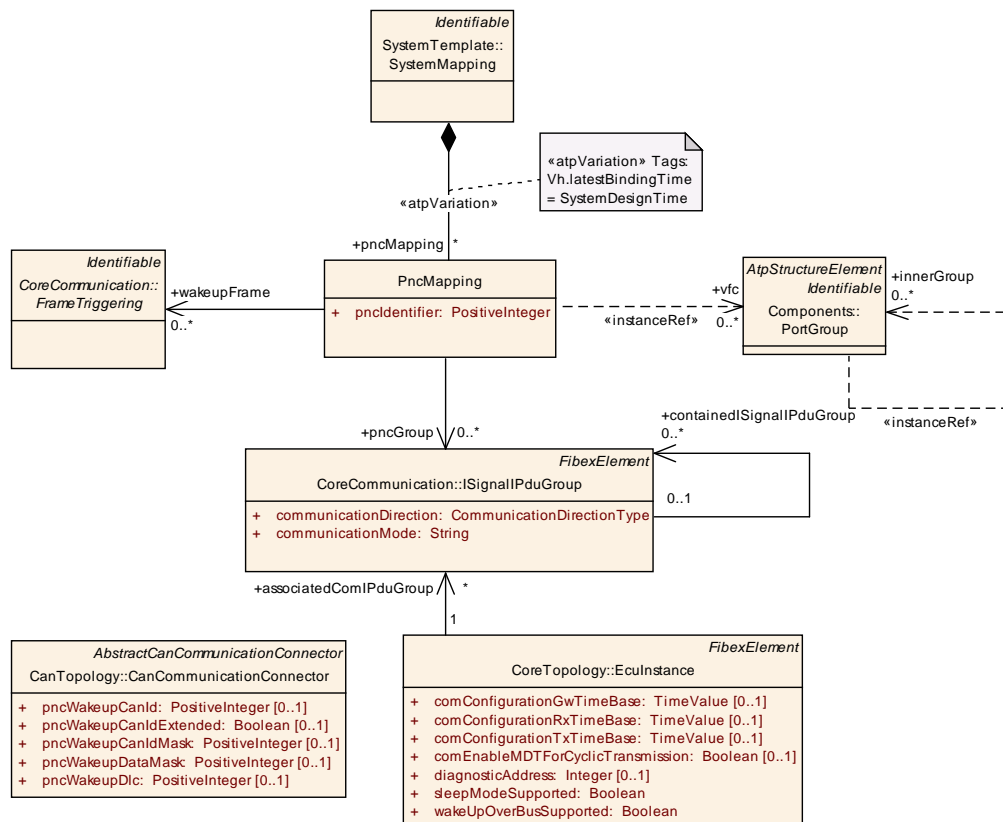 Identifiable
SystemTemplate::
SystemMapping
«atpVariation» Tags:
Vh.latestBindingTime
= SystemDesignTime
«atpVariation»
+pncMapping *
Identifiable
CoreCommunication::
FrameTriggering
+wakeupFrame
0..*
PncMapping
+ pncIdentifier: PositiveInteger
+vfc
0..*
«instanceRef»
AtpStructureElement
Identifiable
Components::
PortGroup
+innerGroup
0..*
«instanceRef»
+pncGroup 0..*
+containedISignalIPduGroup
0..*
0..1
FibexElement
CoreCommunication::ISignalIPduGroup
+ communicationDirection: CommunicationDirectionType
+ communicationMode: String
+associatedComIPduGroup *
1
AbstractCanCommunicationConnector
CanTopology::CanCommunicationConnector
+ pncWakeupCanId: PositiveInteger [0..1]
+ pncWakeupCanIdExtended: Boolean [0..1]
+ pncWakeupCanIdMask: PositiveInteger [0..1]
+ pncWakeupDataMask: PositiveInteger [0..1]
+ pncWakeupDlc: PositiveInteger [0..1]
FibexElement
CoreTopology::EcuInstance
+ comConfigurationGwTimeBase: TimeValue [0..1]
+ comConfigurationRxTimeBase: TimeValue [0..1]
+ comConfigurationTxTimeBase: TimeValue [0..1]
+ comEnableMDTForCyclicTransmission: Boolean [0..1]
+ diagnosticAddress: Integer [0..1]
+ sleepModeSupported: Boolean
+ wakeUpOverBusSupported: Boolean